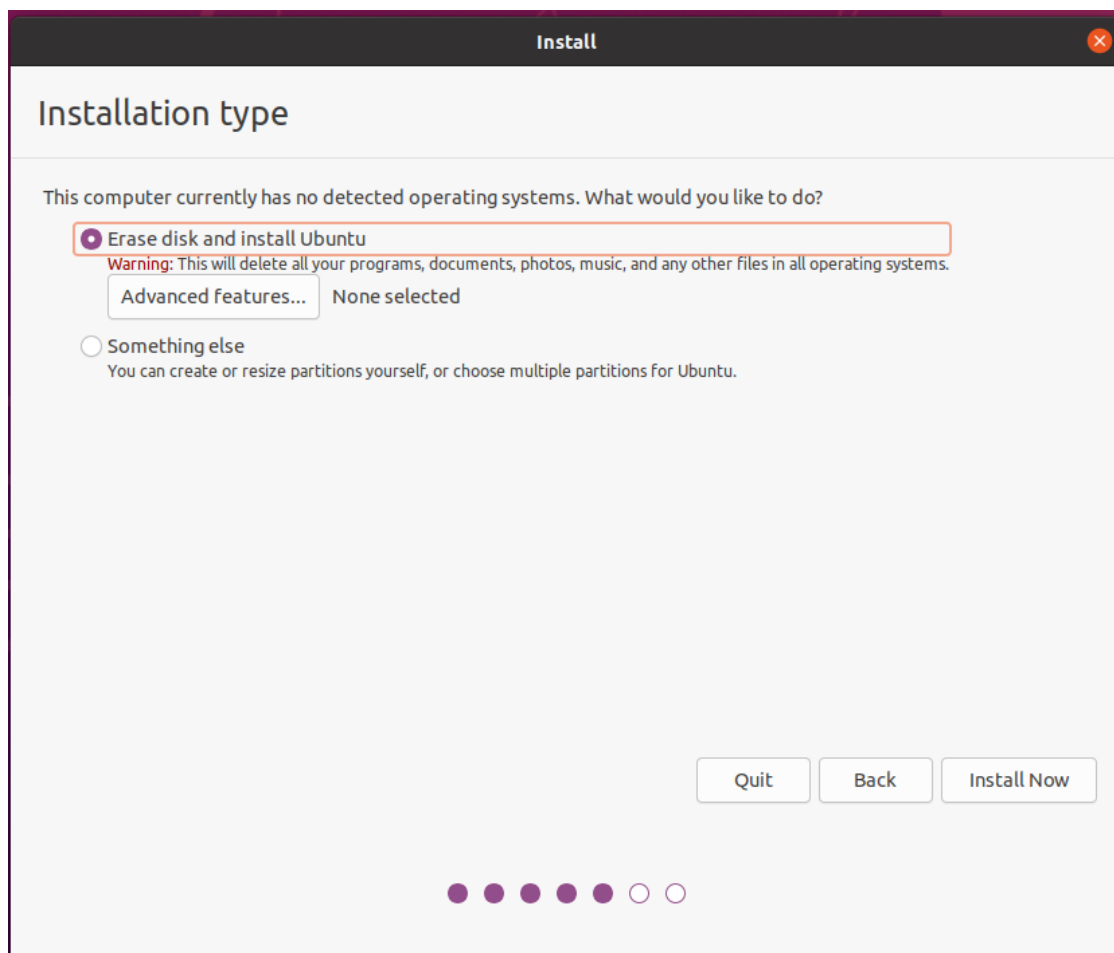 Install
Installation type
This computer currently has no detected operating systems. What would you like to do?
Erase disk and install Ubuntu
Warning: This will delete all your programs, documents, photos, music, and any other files in all operating systems.
Advanced features... None selected
Something else
You can create or resize partitions yourself, or choose multiple partitions for Ubuntu.
Quit Back Install Now